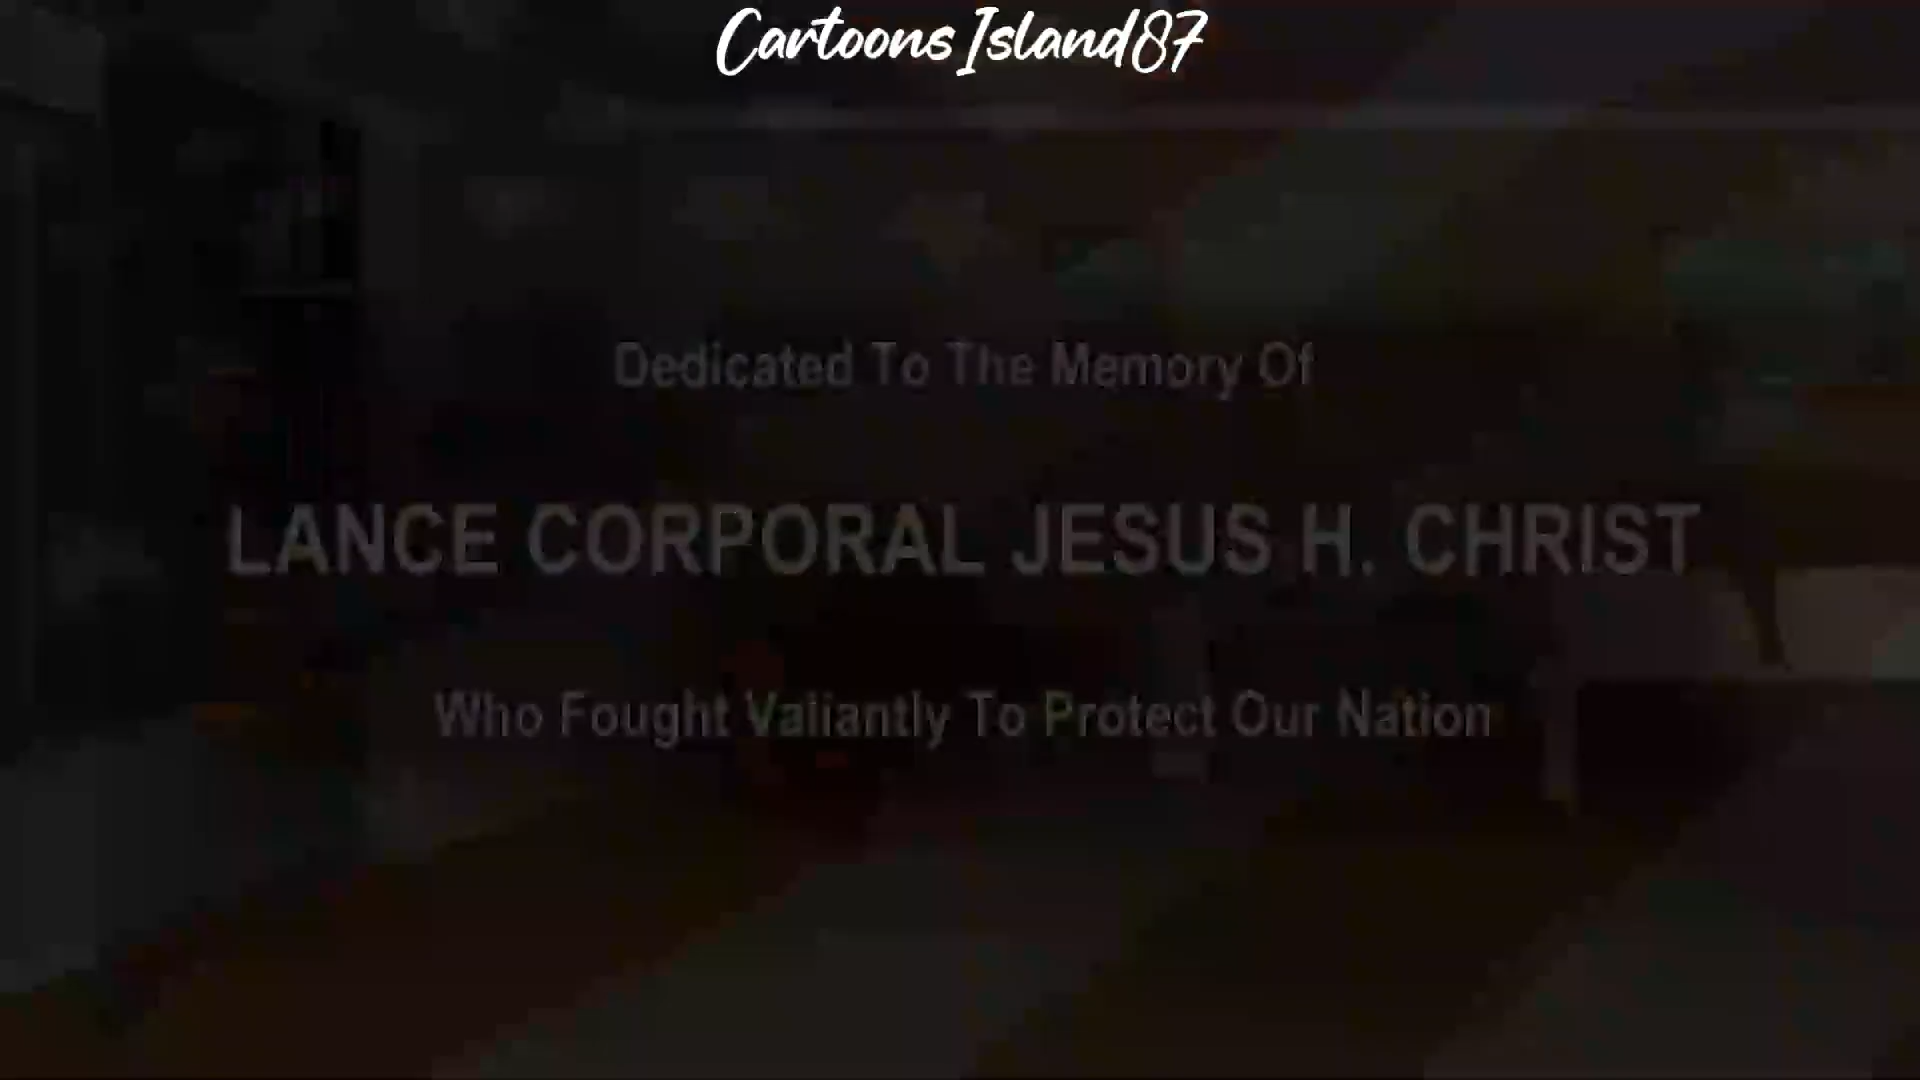 Cartoons Island87
Dedicated To The Memory Of
LANCE CORPORAL JESUS H. CHRIST
Who Fought Valiantly To Protect Our Nation